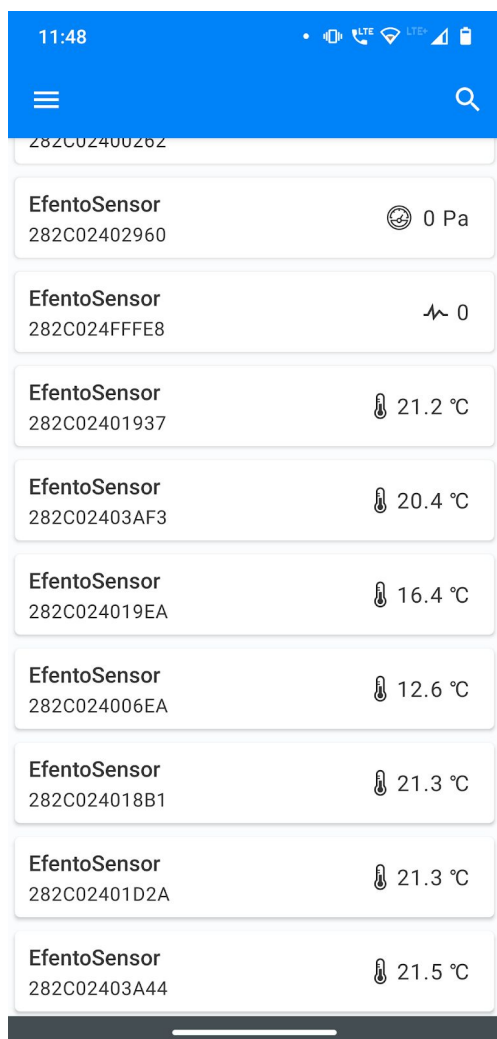 11:48
LTE LTE+
282C02400262
EfentoSensor
0 Pa
282C02402960
EfentoSensor
0
282C024FFFE8
EfentoSensor
21.2 °C
282C02401937
EfentoSensor
20.4 °C
282C02403AF3
EfentoSensor
16.4 °C
282C024019EA
EfentoSensor
12.6 °C
282C024006EA
EfentoSensor
21.3 °C
282C024018B1
EfentoSensor
21.3 °C
282C02401D2A
EfentoSensor
21.5 °C
282C02403A44